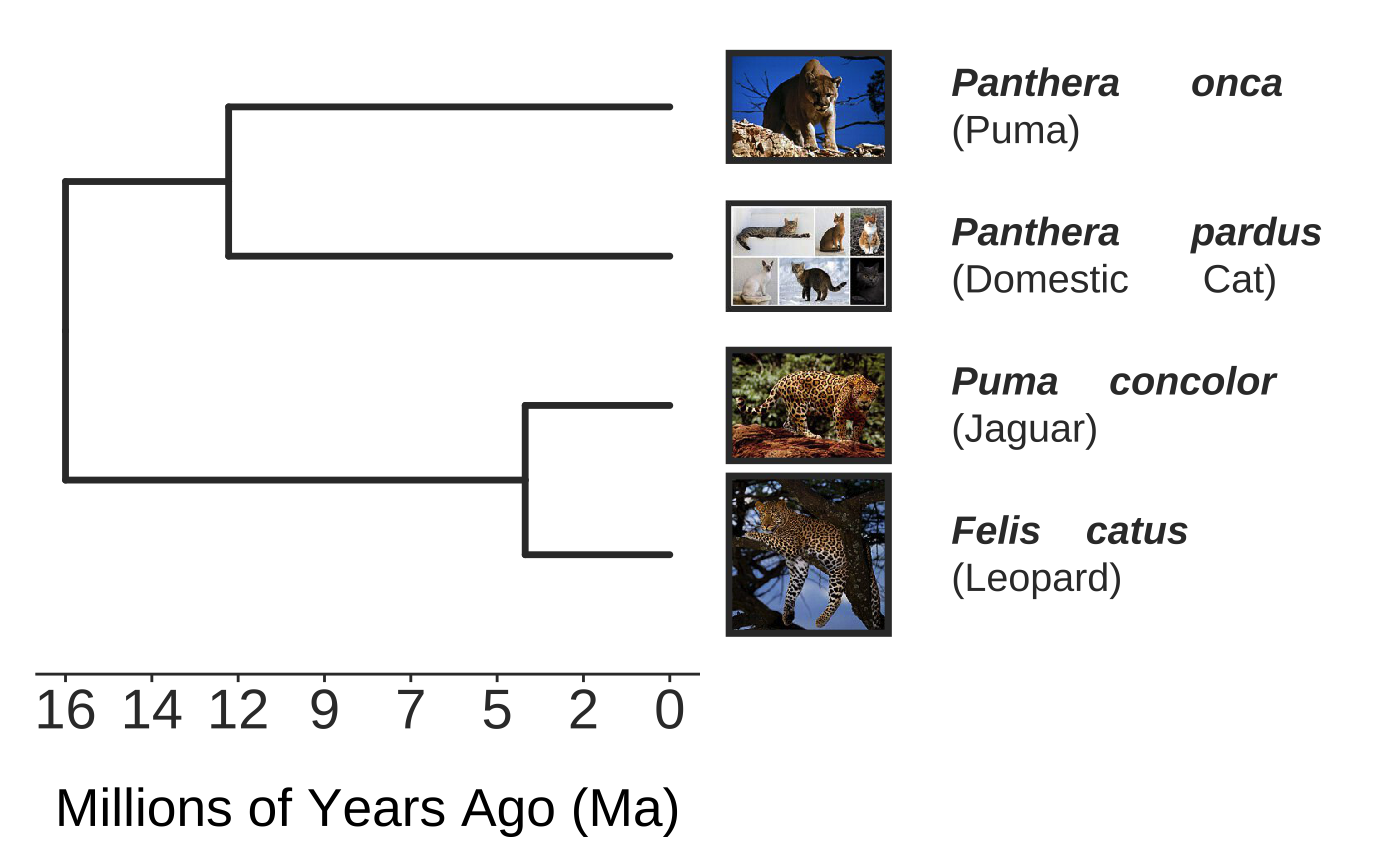 Panthera onca
(Puma)
Panthera pardus
(Domestic Cat)
Puma concolor
(Jaguar)
Felis catus
(Leopard)
16 14 12 9 7 5 2 0
Millions of Years Ago (Ma)